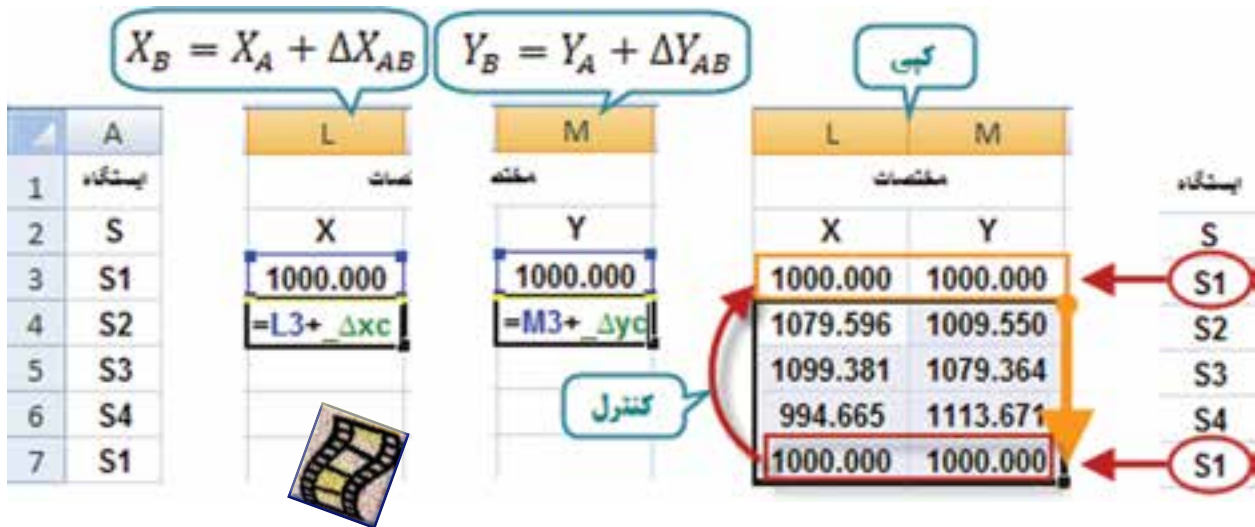 X_B = X_A + ΔX_AB Y_B = Y_A + ΔY_AB کپی
A L M L M
1 ایستگاه تصات مختص مختصات ایستگاه
2 S X Y X Y S
3 S1 1000.000 1000.000 1000.000 1000.000 S1
4 S2 =L3+_Δxc =M3+_Δyc 1079.596 1009.550 S2
5 S3 1099.381 1079.364 S3
6 S4 کنترل 994.665 1113.671 S4
7 S1 1000.000 1000.000 S1